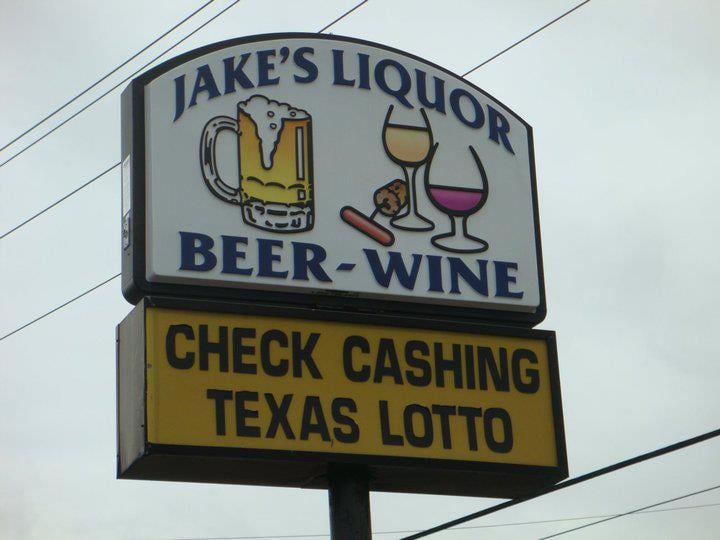 JAKE'S LIQUOR
BEER-WINE
CHECK CASHING
TEXAS LOTTO